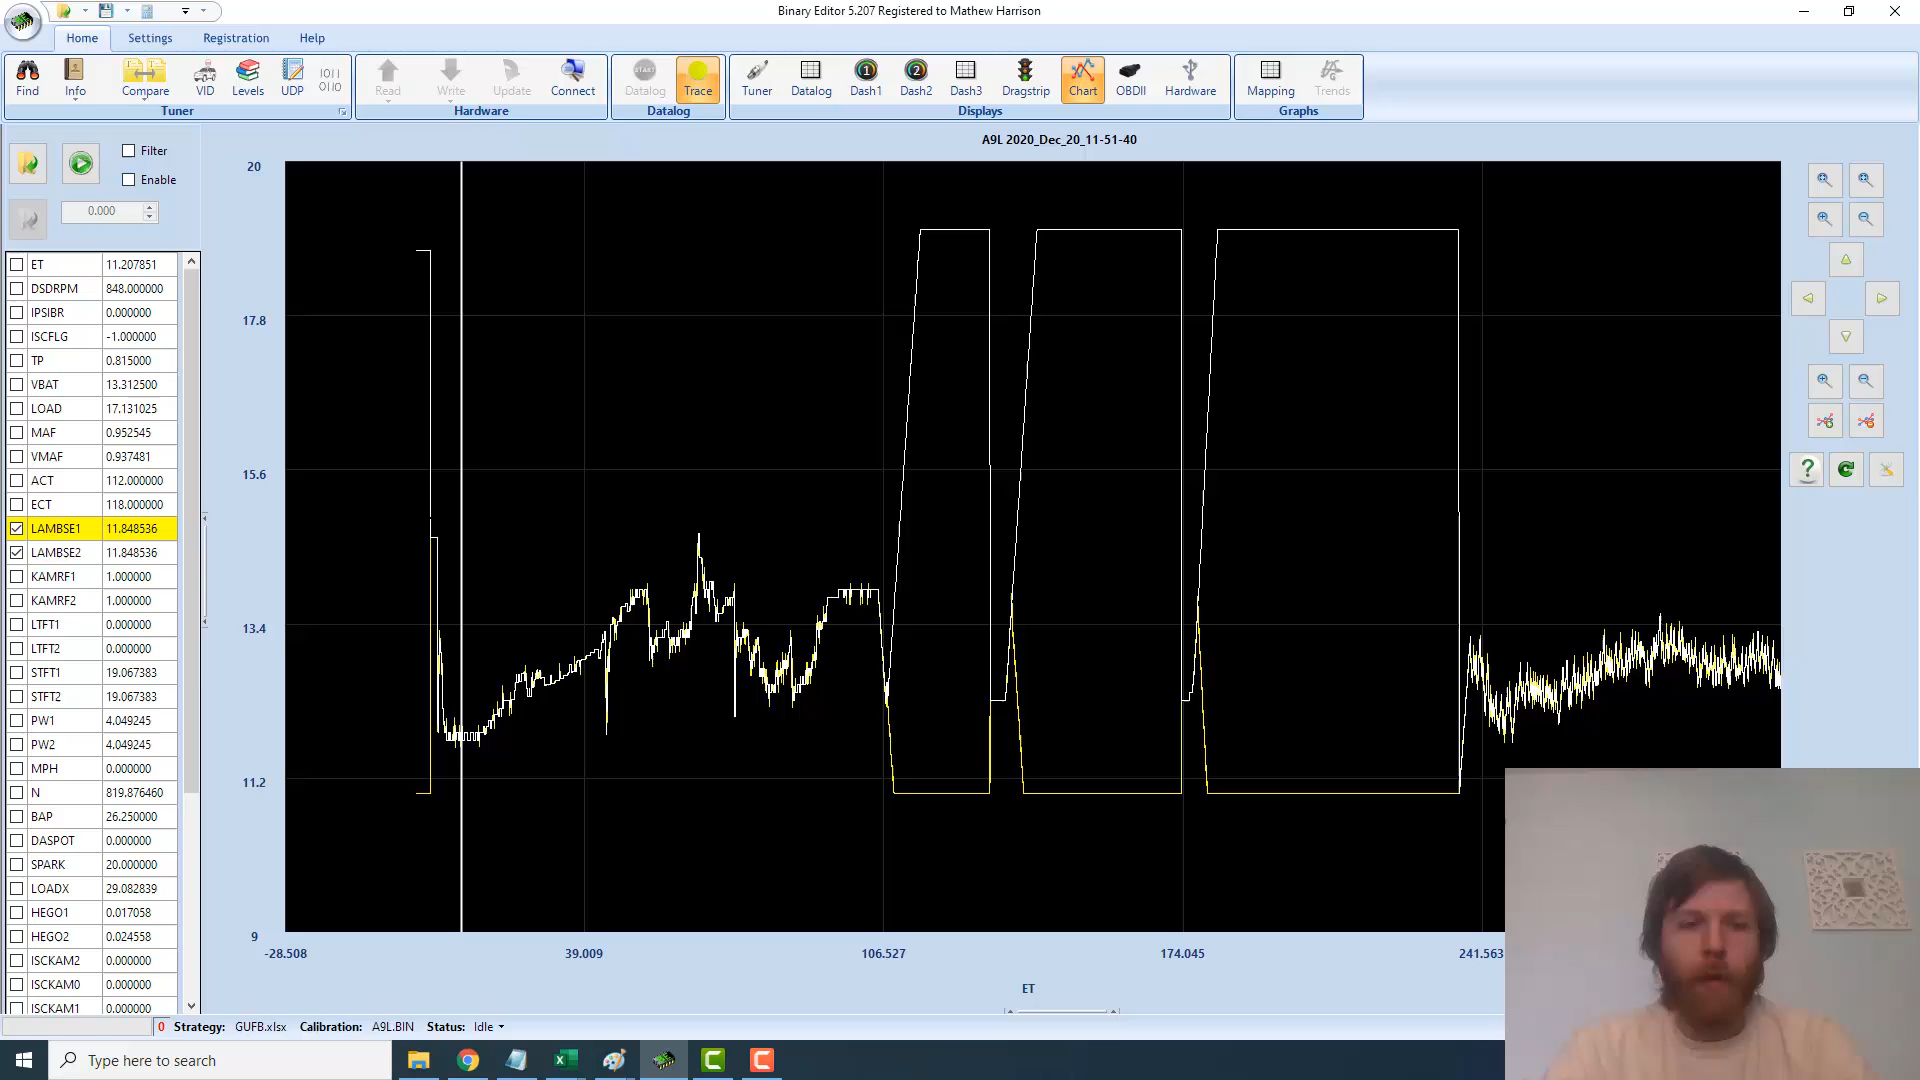 Binary Editor 5.207 Registered to Mathew Harrison
Home Settings Registration Help
Find Info Compare VID Levels UDP 1011 0110
Read Write Update Connect
START
Datalog Trace
Tuner Datalog 1 Dash1 2 Dash2 Dash3 Dragstrip Chart OBDII Hardware
Mapping Trends
Tuner Hardware Datalog Displays Graphs
A9L 2020_Dec_20_11-51-40
Filter
Enable
0.000
ET 11.207851
DSDRPM 848.000000
IPSIBR 0.000000
ISCFLG -1.000000
TP 0.815000
VBAT 13.312500
LOAD 17.131025
MAF 0.952545
VMAF 0.937481
ACT 112.000000
ECT 118.000000
LAMBSE1 11.848536
LAMBSE2 11.848536
KAMRF1 1.000000
KAMRF2 1.000000
LTFT1 0.000000
LTFT2 0.000000
STFT1 19.067383
STFT2 19.067383
PW1 4.049245
PW2 4.049245
MPH 0.000000
N 819.876460
BAP 26.250000
DASPOT 0.000000
SPARK 20.000000
LOADX 29.082839
HEGO1 0.017058
HEGO2 0.024558
ISCKAM2 0.000000
ISCKAM0 0.000000
ISCKAM1 0.000000
20
17.8
15.6
13.4
11.2
9
-28.508 39.009 106.527 174.045 241.563
ET
?
0 Strategy: GUFB.xlsx Calibration: A9L.BIN Status: Idle
Type here to search